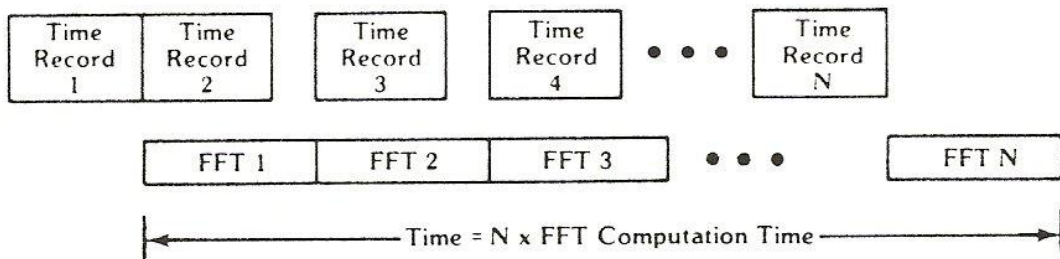 Time Record 1
Time Record 2
Time Record 3
Time Record 4
Time Record N
FFT 1
FFT 2
FFT 3
FFT N
Time = N x FFT Computation Time